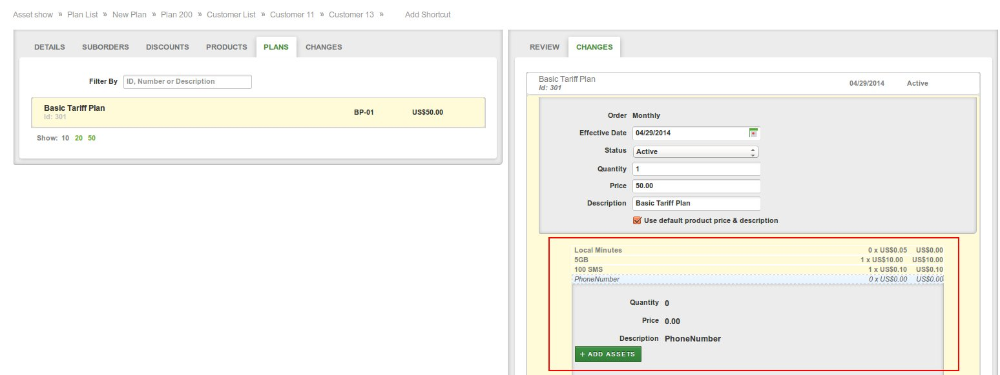 Asset show » Plan List » New Plan » Plan 200 » Customer List » Customer 11 » Customer 13 » Add Shortcut
DETAILS SUBORDERS DISCOUNTS PRODUCTS PLANS CHANGES
Filter By ID, Number or Description
Basic Tariff Plan BP-01 US$50.00
Id: 301
Show: 10 20 50
REVIEW CHANGES
Basic Tariff Plan 04/29/2014 Active
Id: 301
Order Monthly
Effective Date 04/29/2014
Status Active
Quantity 1
Price 50.00
Description Basic Tariff Plan
Use default product price & description
Local Minutes 0 x US$0.05 US$0.00
5GB 1 x US$10.00 US$10.00
100 SMS 1 x US$0.10 US$0.10
PhoneNumber 0 x US$0.00 US$0.00
Quantity 0
Price 0.00
Description PhoneNumber
+ ADD ASSETS